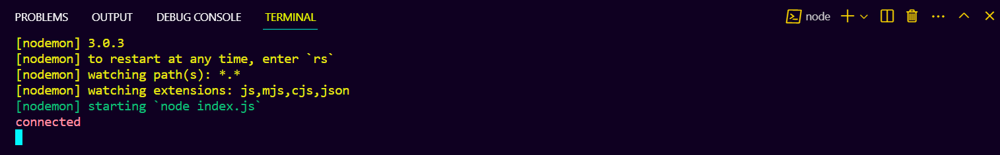 PROBLEMS OUTPUT DEBUG CONSOLE TERMINAL node
[nodemon] 3.0.3
[nodemon] to restart at any time, enter `rs`
[nodemon] watching path(s): *.*
[nodemon] watching extensions: js,mjs,cjs,json
[nodemon] starting `node index.js`
connected